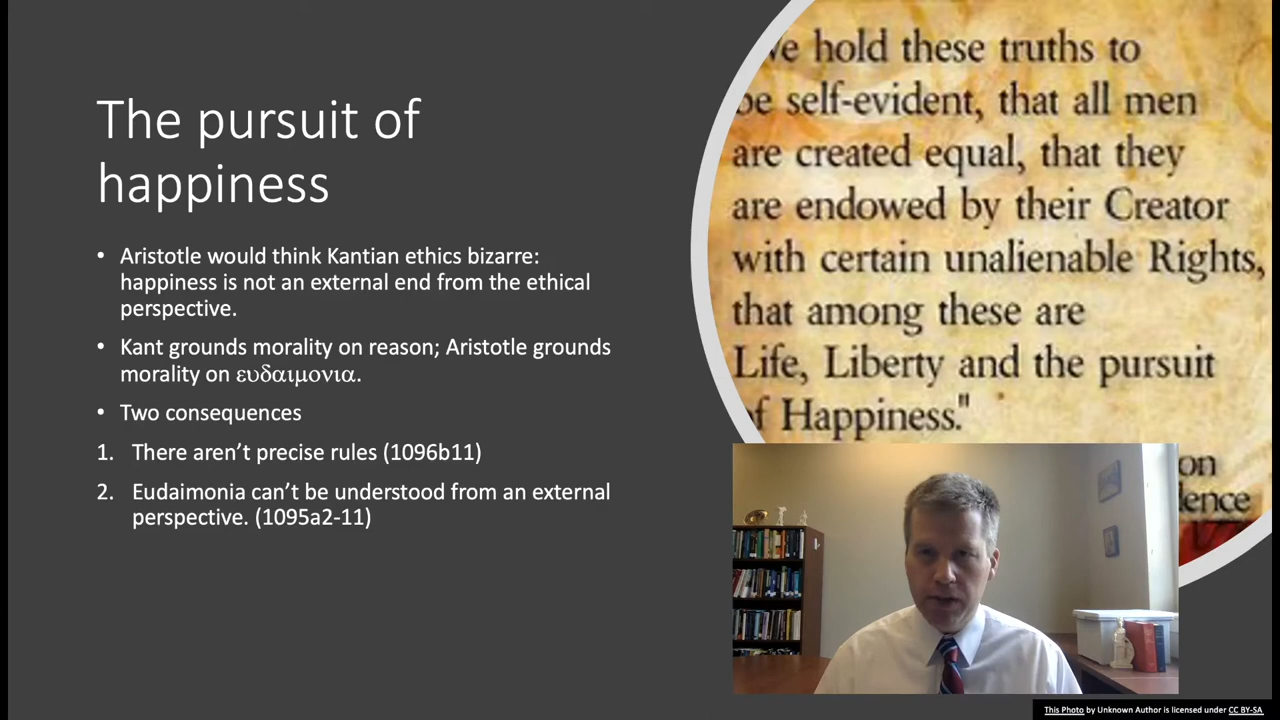 The pursuit of
happiness
• Aristotle would think Kantian ethics bizarre:
happiness is not an external end from the ethical
perspective.
• Kant grounds morality on reason; Aristotle grounds
morality on ευδαιμονια.
• Two consequences
1. There aren't precise rules (1096b11)
2. Eudaimonia can't be understood from an external
perspective. (1095a2-11)
We hold these truths to
be self-evident, that all men
are created equal, that they
are endowed by their Creator
with certain unalienable Rights,
that among these are
Life, Liberty and the pursuit
of Happiness."
on
dence
This Photo by Unknown Author is licensed under CC BY-SA